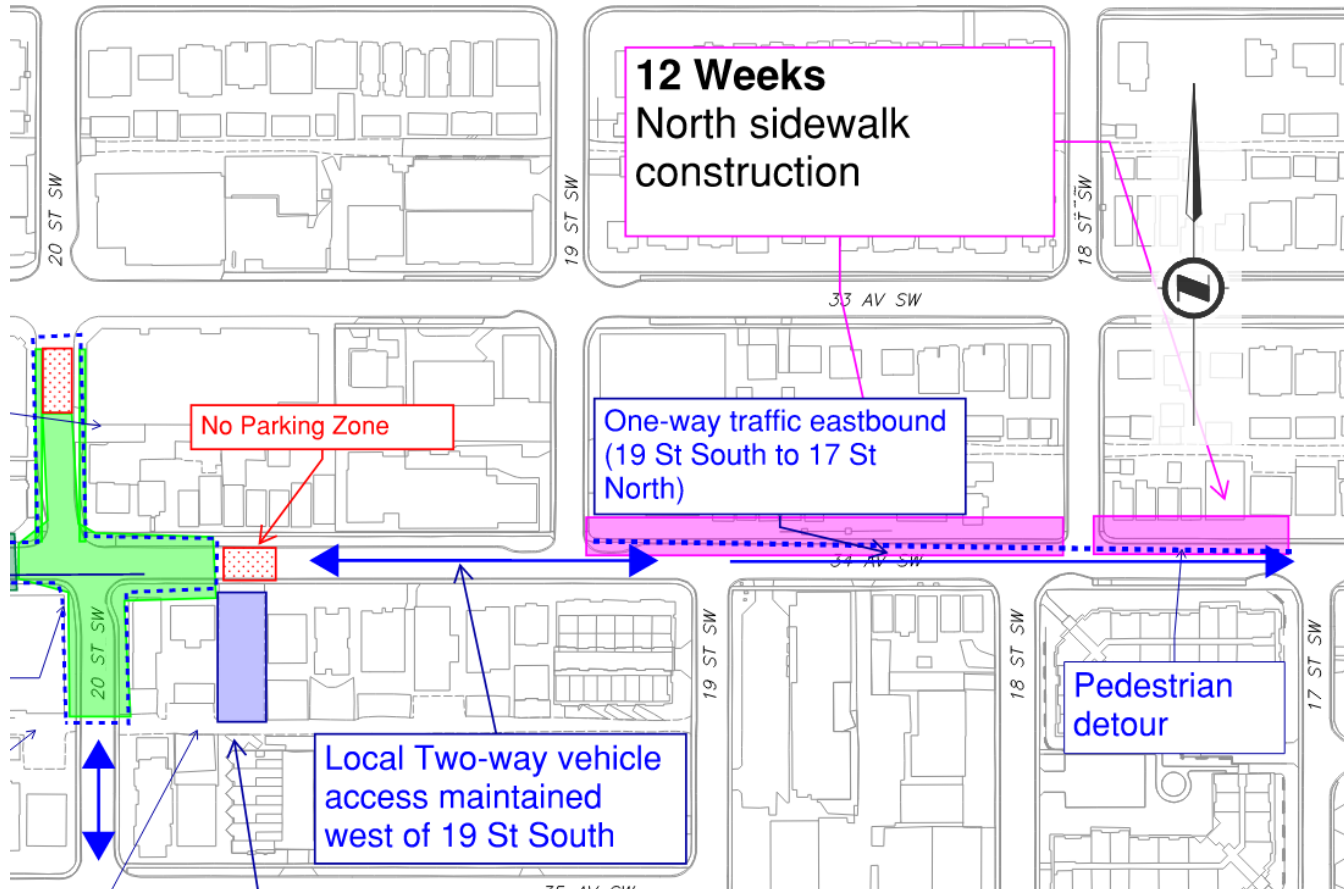 12 Weeks
North sidewalk
construction
20 ST SW
19 ST SW
18 ST SW
33 AV SW
No Parking Zone
One-way traffic eastbound
(19 St South to 17 St
North)
34 AV SW
20 ST SW
19 ST SW
18 ST SW
17 ST SW
Pedestrian
detour
Local Two-way vehicle
access maintained
west of 19 St South
35 AV SW
N